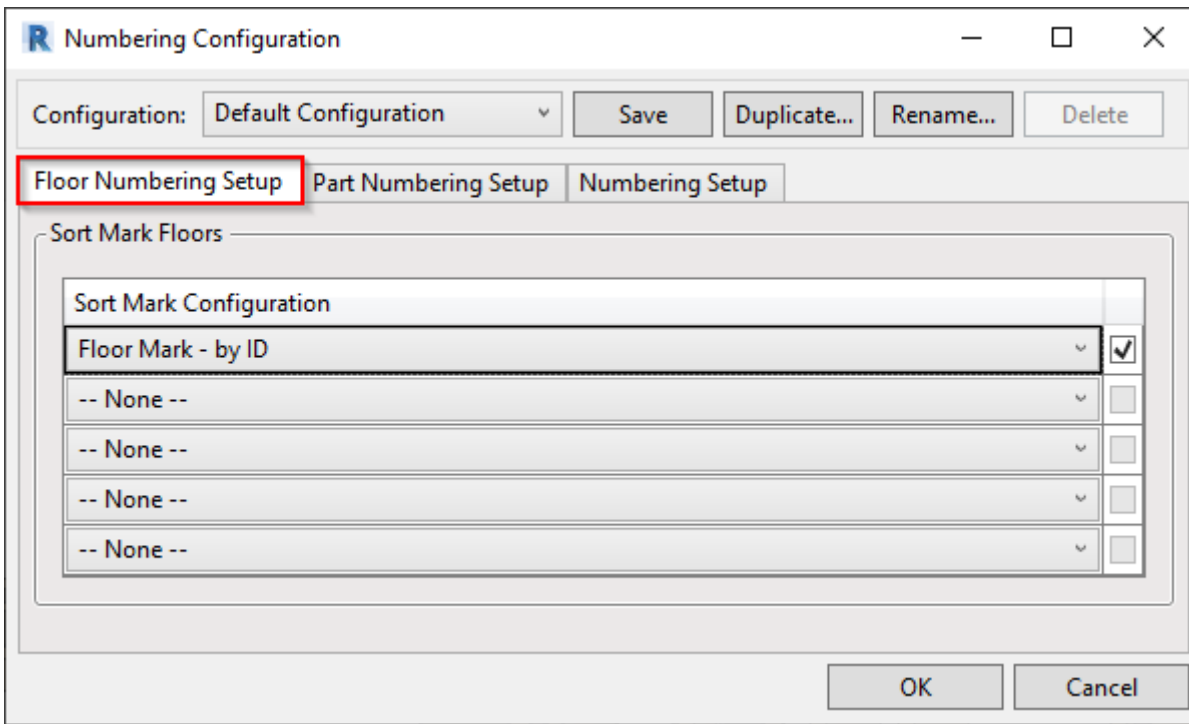 Numbering Configuration
Configuration: Default Configuration Save Duplicate... Rename... Delete
Floor Numbering Setup Part Numbering Setup Numbering Setup
Sort Mark Floors
Sort Mark Configuration
Floor Mark - by ID
-- None --
-- None --
-- None --
-- None --
OK Cancel